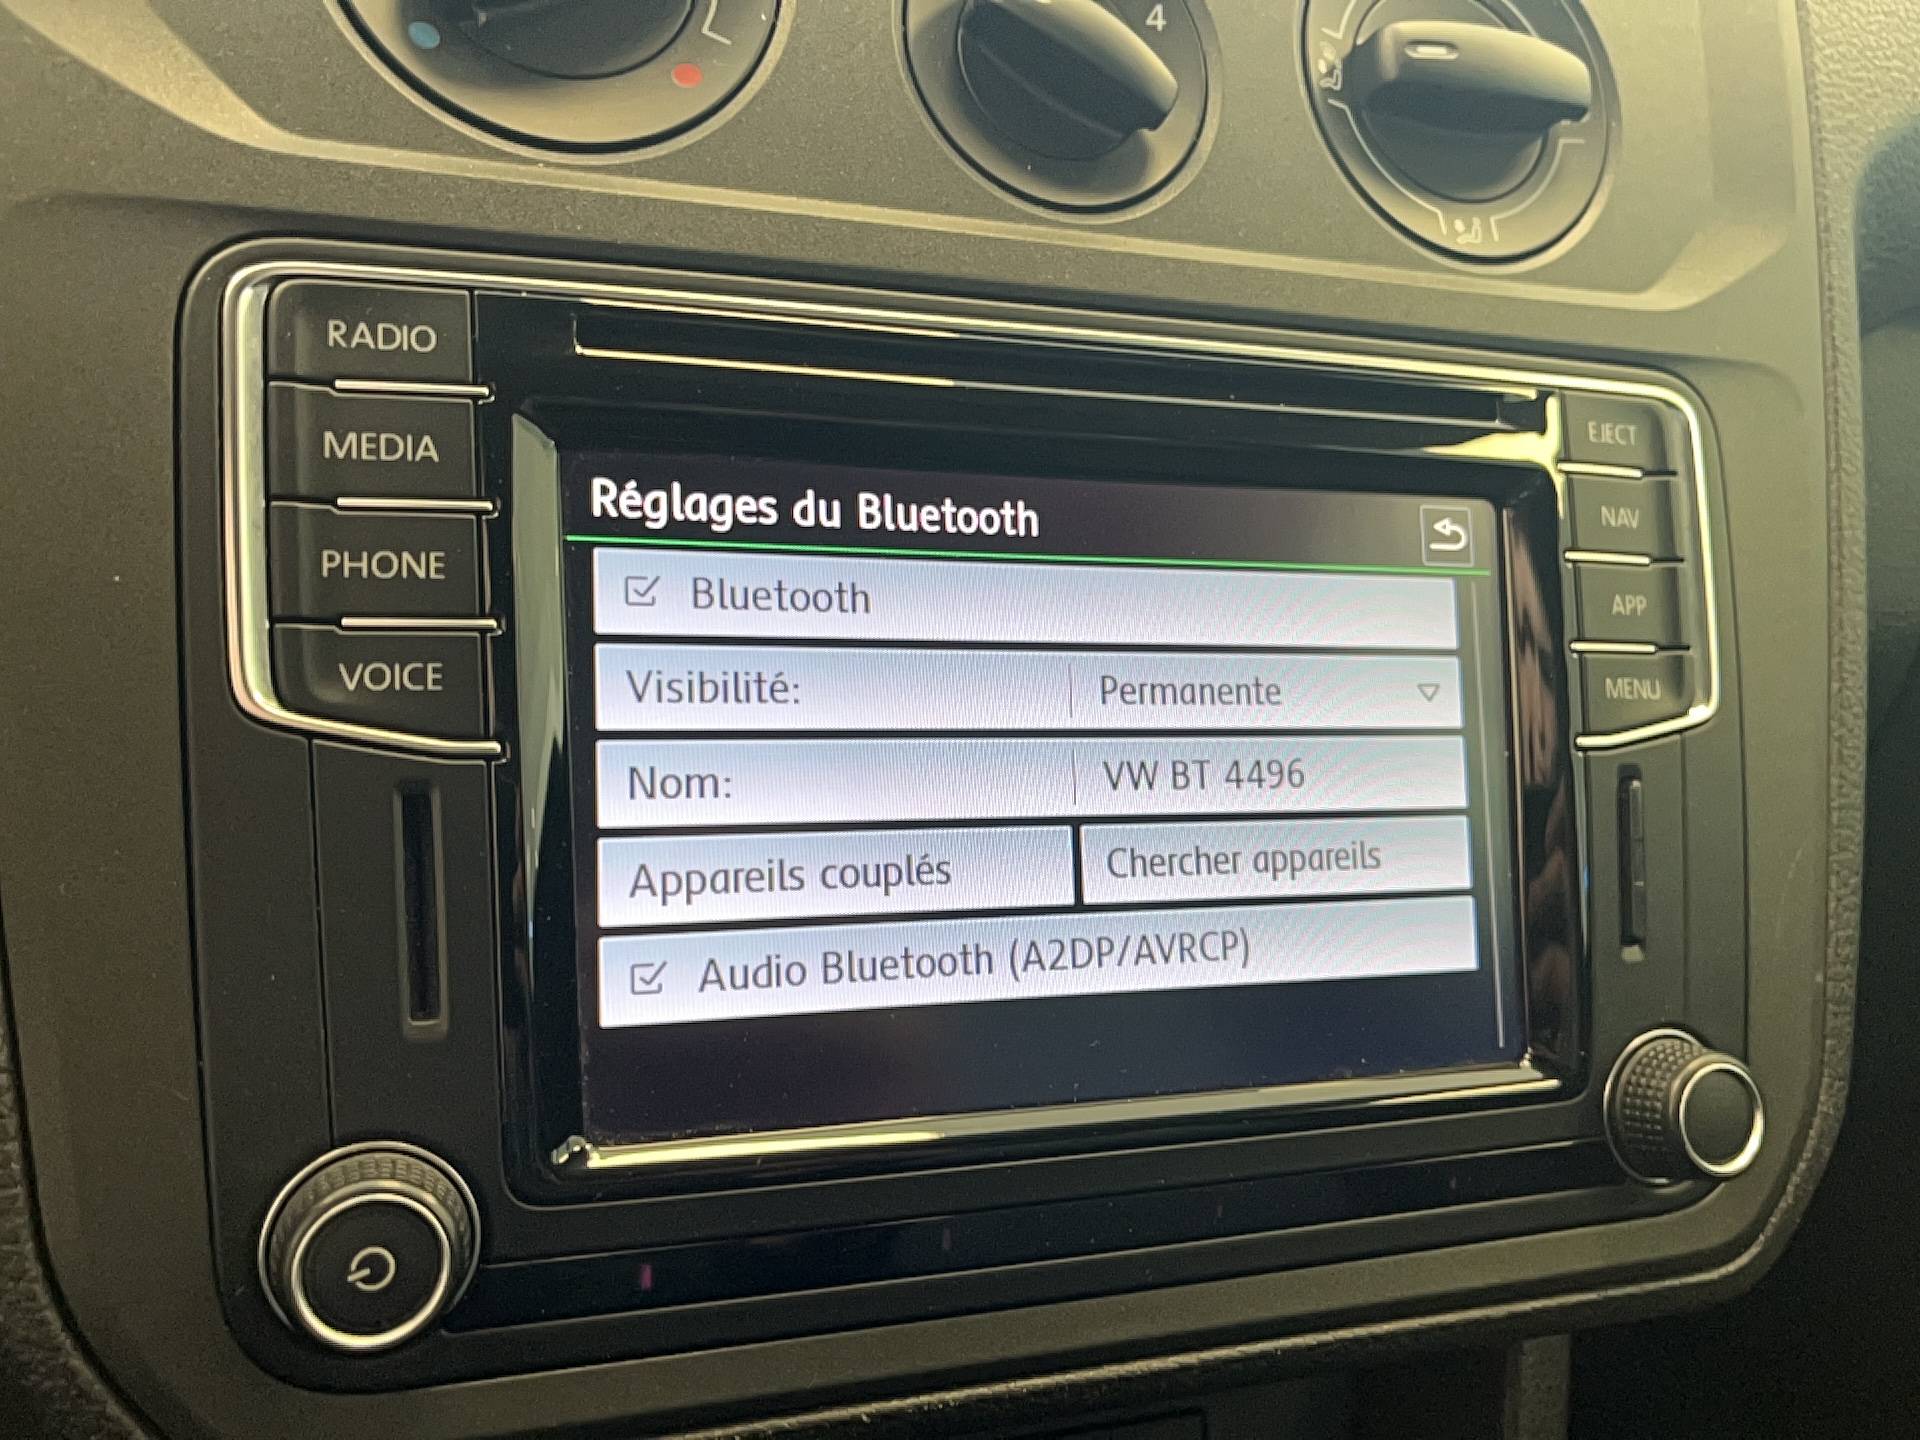 4
RADIO
MEDIA
PHONE
VOICE
EJECT
NAV
APP
MENU
Réglages du Bluetooth
Bluetooth
Visibilité: Permanente
Nom: VW BT 4496
Appareils couplés Chercher appareils
Audio Bluetooth (A2DP/AVRCP)